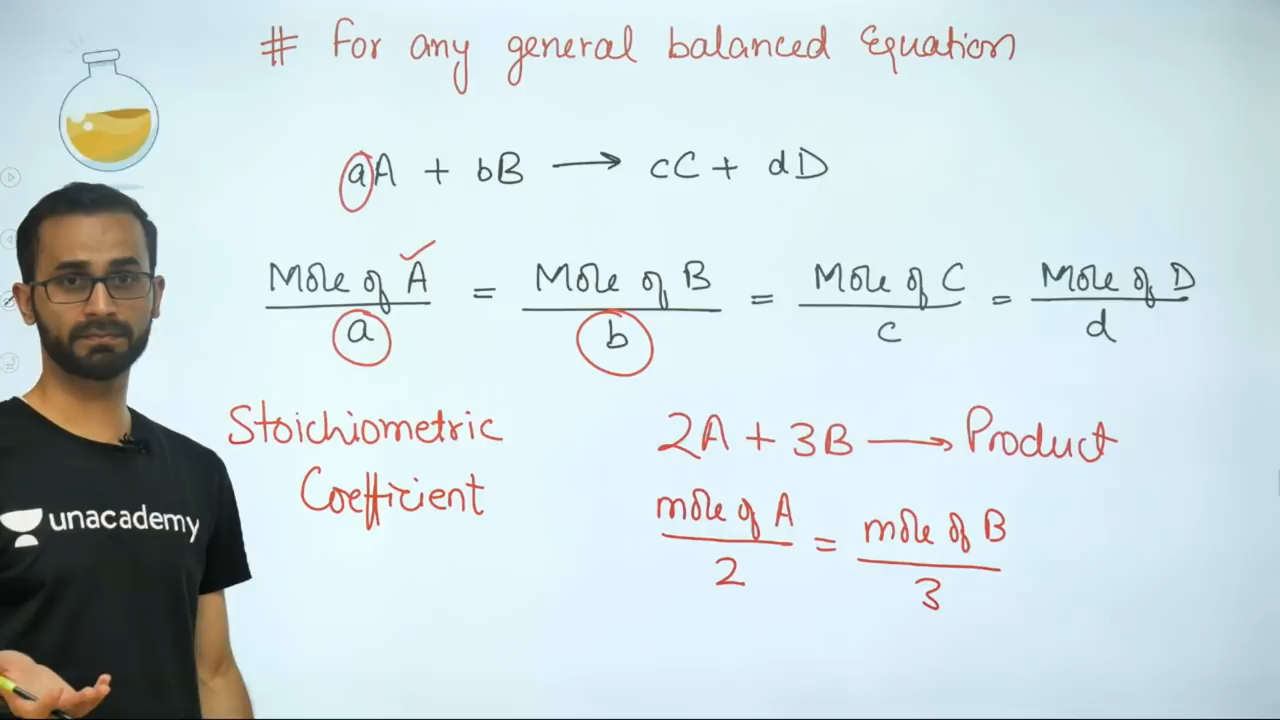 # for any general balanced Equation
aA + bB ⟶ cC + dD
Mole of A / a = Mole of B / b = Mole of C / c = Mole of D / d
Stoichiometric
Coefficient
2A + 3B ⟶ Product
mole of A / 2 = mole of B / 3
unacademy